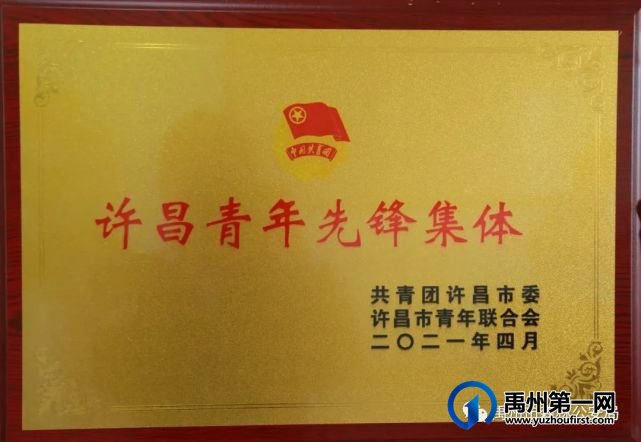 中国共青团
许昌青年先锋集体
共青团许昌市委
许昌市青年联合会
二〇二一年四月
禹州第一网
www.yuzhoufirst.com